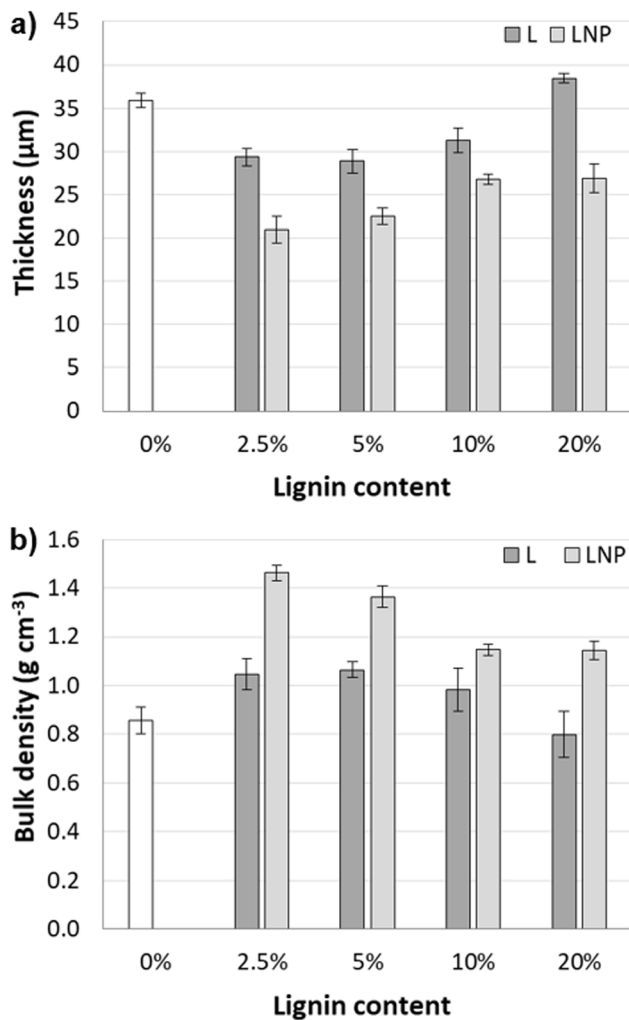 a)
L LNP
Thickness (µm)
45
40
35
30
25
20
15
10
5
0
0% 2.5% 5% 10% 20%
Lignin content
b)
L LNP
Bulk density (g cm⁻³)
1.6
1.4
1.2
1.0
0.8
0.6
0.4
0.2
0.0
0% 2.5% 5% 10% 20%
Lignin content